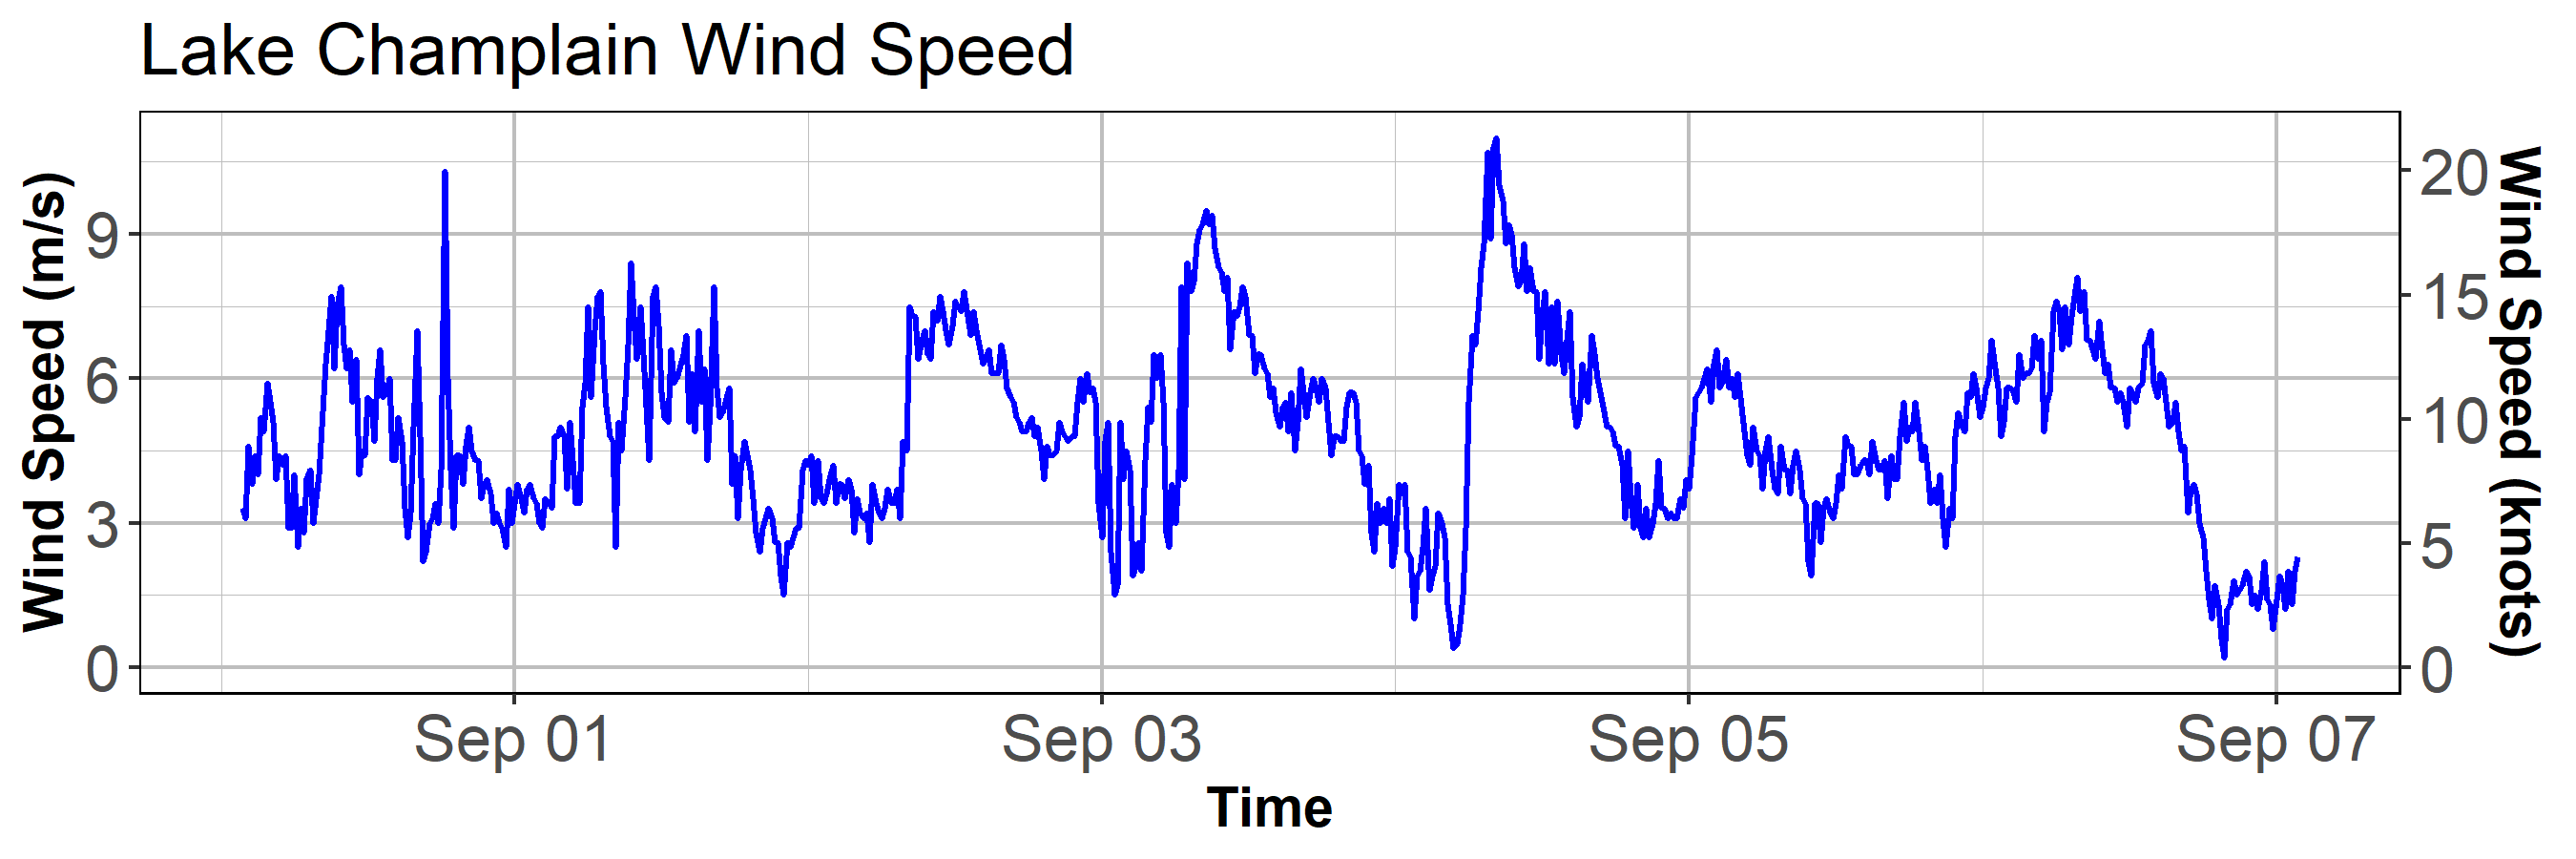 Lake Champlain Wind Speed
Wind Speed (m/s)
9
6
3
0
20
15
10
5
0
Wind Speed (knots)
Sep 01
Sep 03
Sep 05
Sep 07
Time